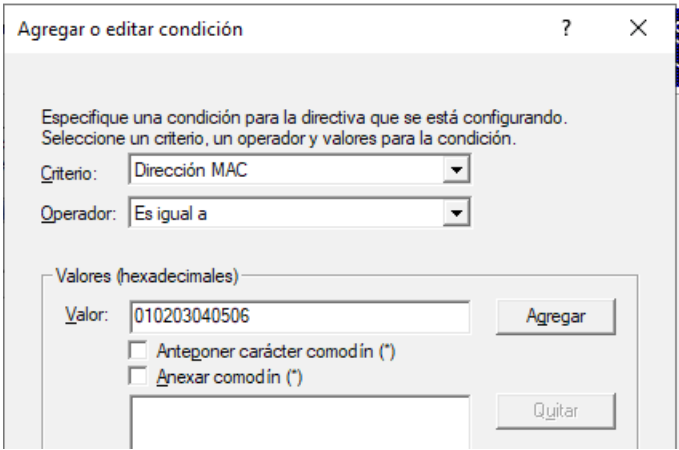 Agregar o editar condición
Especifique una condición para la directiva que se está configurando.
Seleccione un criterio, un operador y valores para la condición.
Criterio: Dirección MAC
Operador: Es igual a
Valores (hexadecimales)
Valor: 010203040506 Agregar
Anteponer carácter comodín (*)
Anexar comodín (*)
Quitar